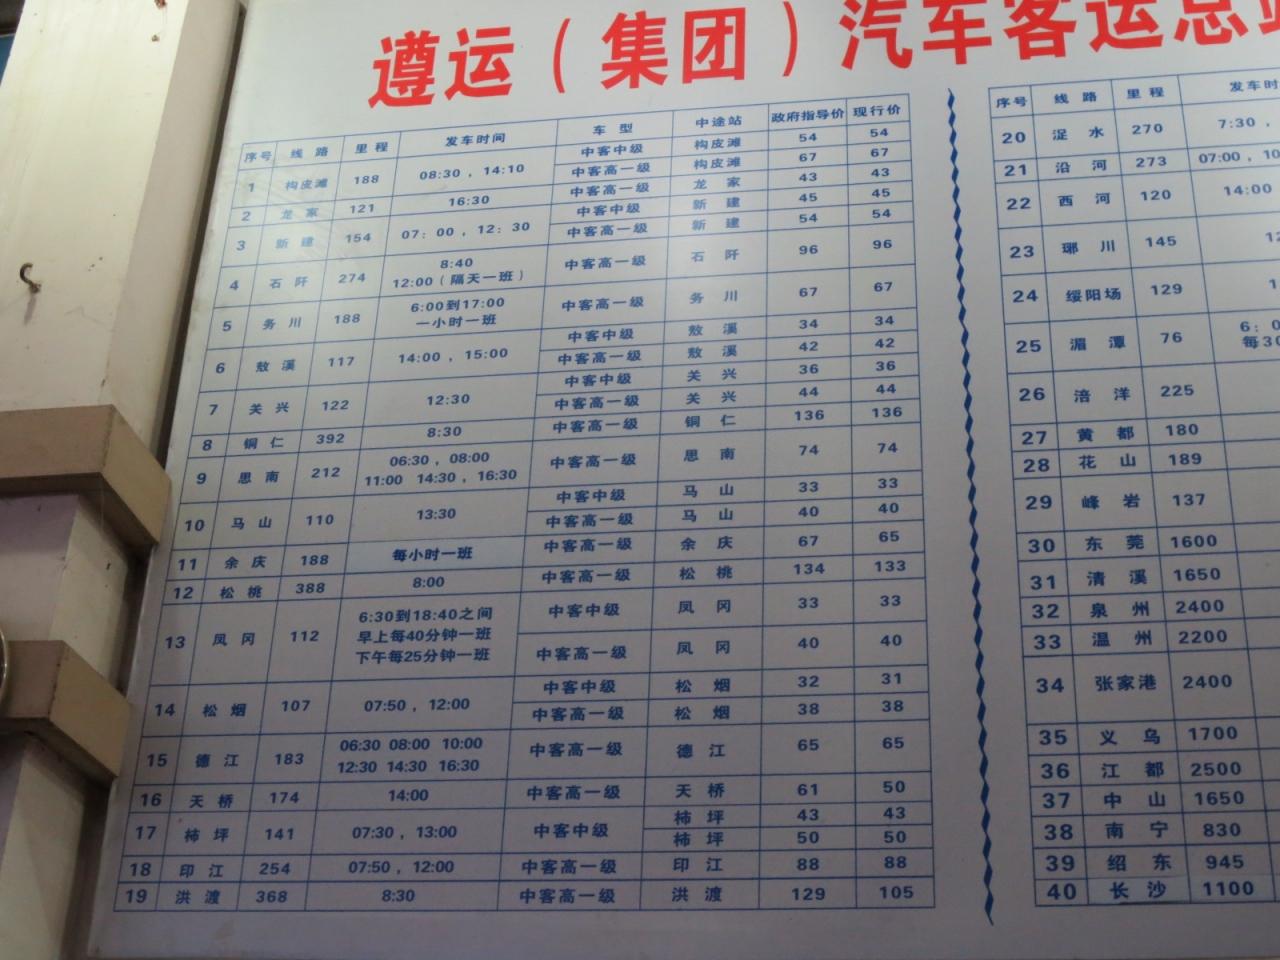 遵运（集团）汽车客运总站
序号 线路 里程 发车时间 车型 中途站 政府指导价 现行价
1 构皮滩 188 08:30，14:10 中客中级 构皮滩 54 54
中客高一级 构皮滩 67 67
2 龙家 121 16:30 中客高一级 龙家 43 43
3 新建 154 07：00，12：30 中客中级 新建 45 45
中客高一级 新建 54 54
4 石阡 274 8:40 中客高一级 石阡 96 96
12:00（隔天一班）
5 务川 188 6:00到17:00 中客高一级 务川 67 67
一小时一班
6 敖溪 117 14:00，15:00 中客中级 敖溪 34 34
中客高一级 敖溪 42 42
7 关兴 122 12:30 中客中级 关兴 36 36
中客高一级 关兴 44 44
8 铜仁 392 8:30 中客高一级 铜仁 136 136
9 思南 212 06:30，08:00 中客高一级 思南 74 74
11:00 14:30，16:30
10 马山 110 13:30 中客中级 马山 33 33
中客高一级 马山 40 40
11 余庆 188 每小时一班 中客高一级 余庆 67 65
12 松桃 388 8:00 中客高一级 松桃 134 133
13 凤冈 112 6:30到18:40之间 中客中级 凤冈 33 33
早上每40分钟一班
下午每25分钟一班 中客高一级 凤冈 40 40
14 松烟 107 07:50，12:00 中客中级 松烟 32 31
中客高一级 松烟 38 38
15 德江 183 06:30 08:00 10:00 中客高一级 德江 65 65
12:30 14:30 16:30
16 天桥 174 14:00 中客高一级 天桥 61 50
17 柿坪 141 07:30，13:00 中客中级 柿坪 43 43
柿坪 50 50
18 印江 254 07:50，12:00 中客高一级 印江 88 88
19 洪渡 368 8:30 中客高一级 洪渡 129 105
序号 线路 里程 发车时
20 浞水 270 7:30，
21 沿河 273 07:00，10
22 西河 120 14:00
23 琊川 145 12
24 绥阳场 129 1
25 湄潭 76 6：0
每30
26 涪洋 225
27 黄都 180
28 花山 189
29 峰岩 137
30 东莞 1600
31 清溪 1650
32 泉州 2400
33 温州 2200
34 张家港 2400
35 义乌 1700
36 江都 2500
37 中山 1650
38 南宁 830
39 绍东 945
40 长沙 1100